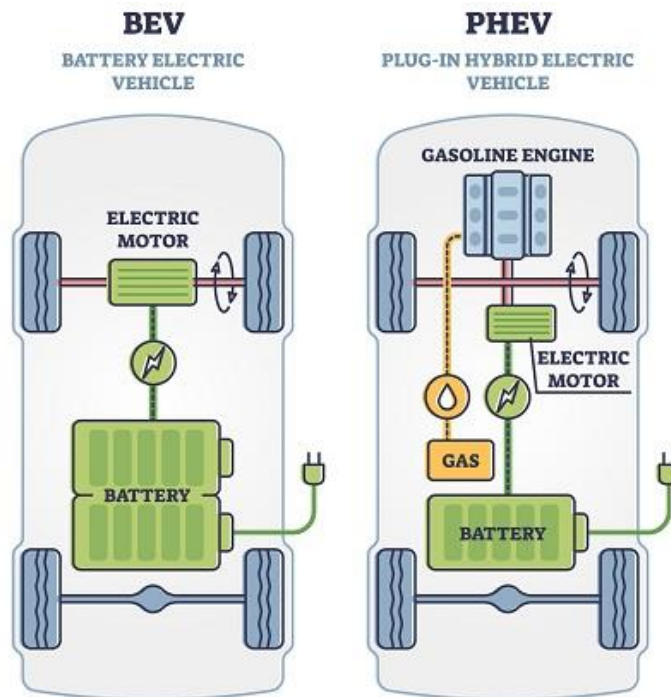 BEV
BATTERY ELECTRIC
VEHICLE
ELECTRIC
MOTOR
BATTERY
PHEV
PLUG-IN HYBRID ELECTRIC
VEHICLE
GASOLINE ENGINE
ELECTRIC
MOTOR
GAS
BATTERY